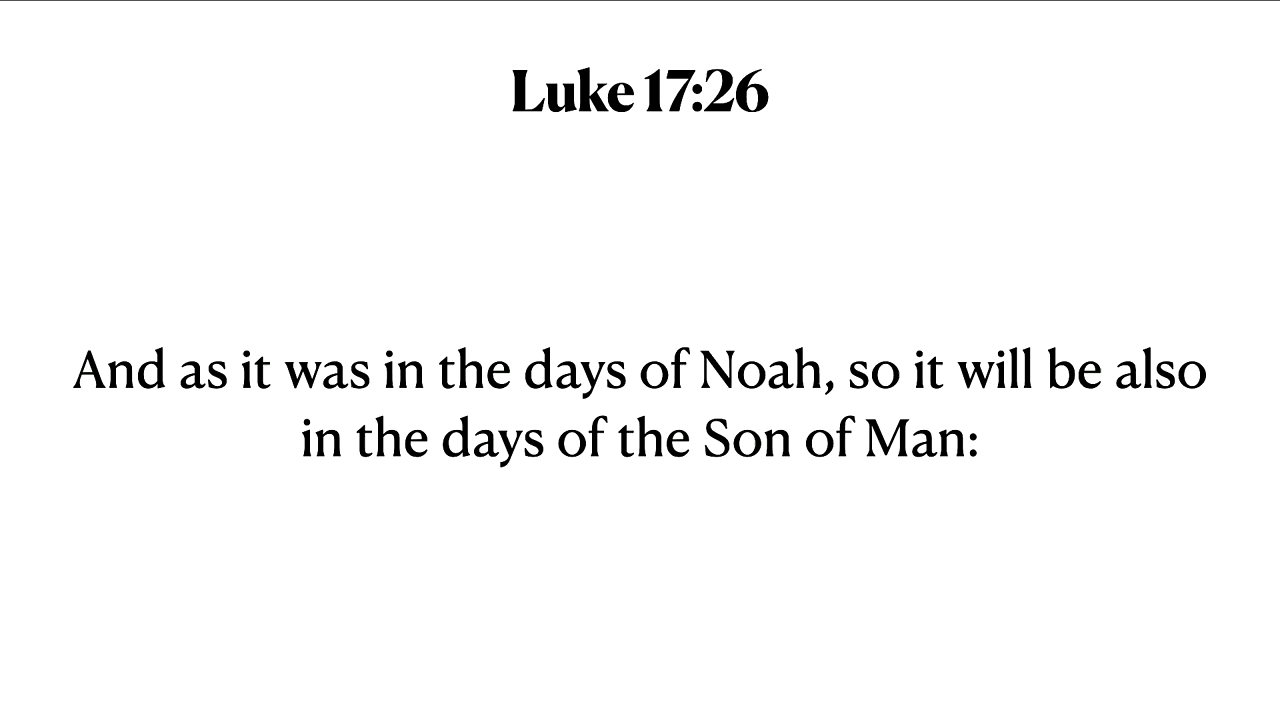 Luke 17:26
And as it was in the days of Noah, so it will be also
in the days of the Son of Man: